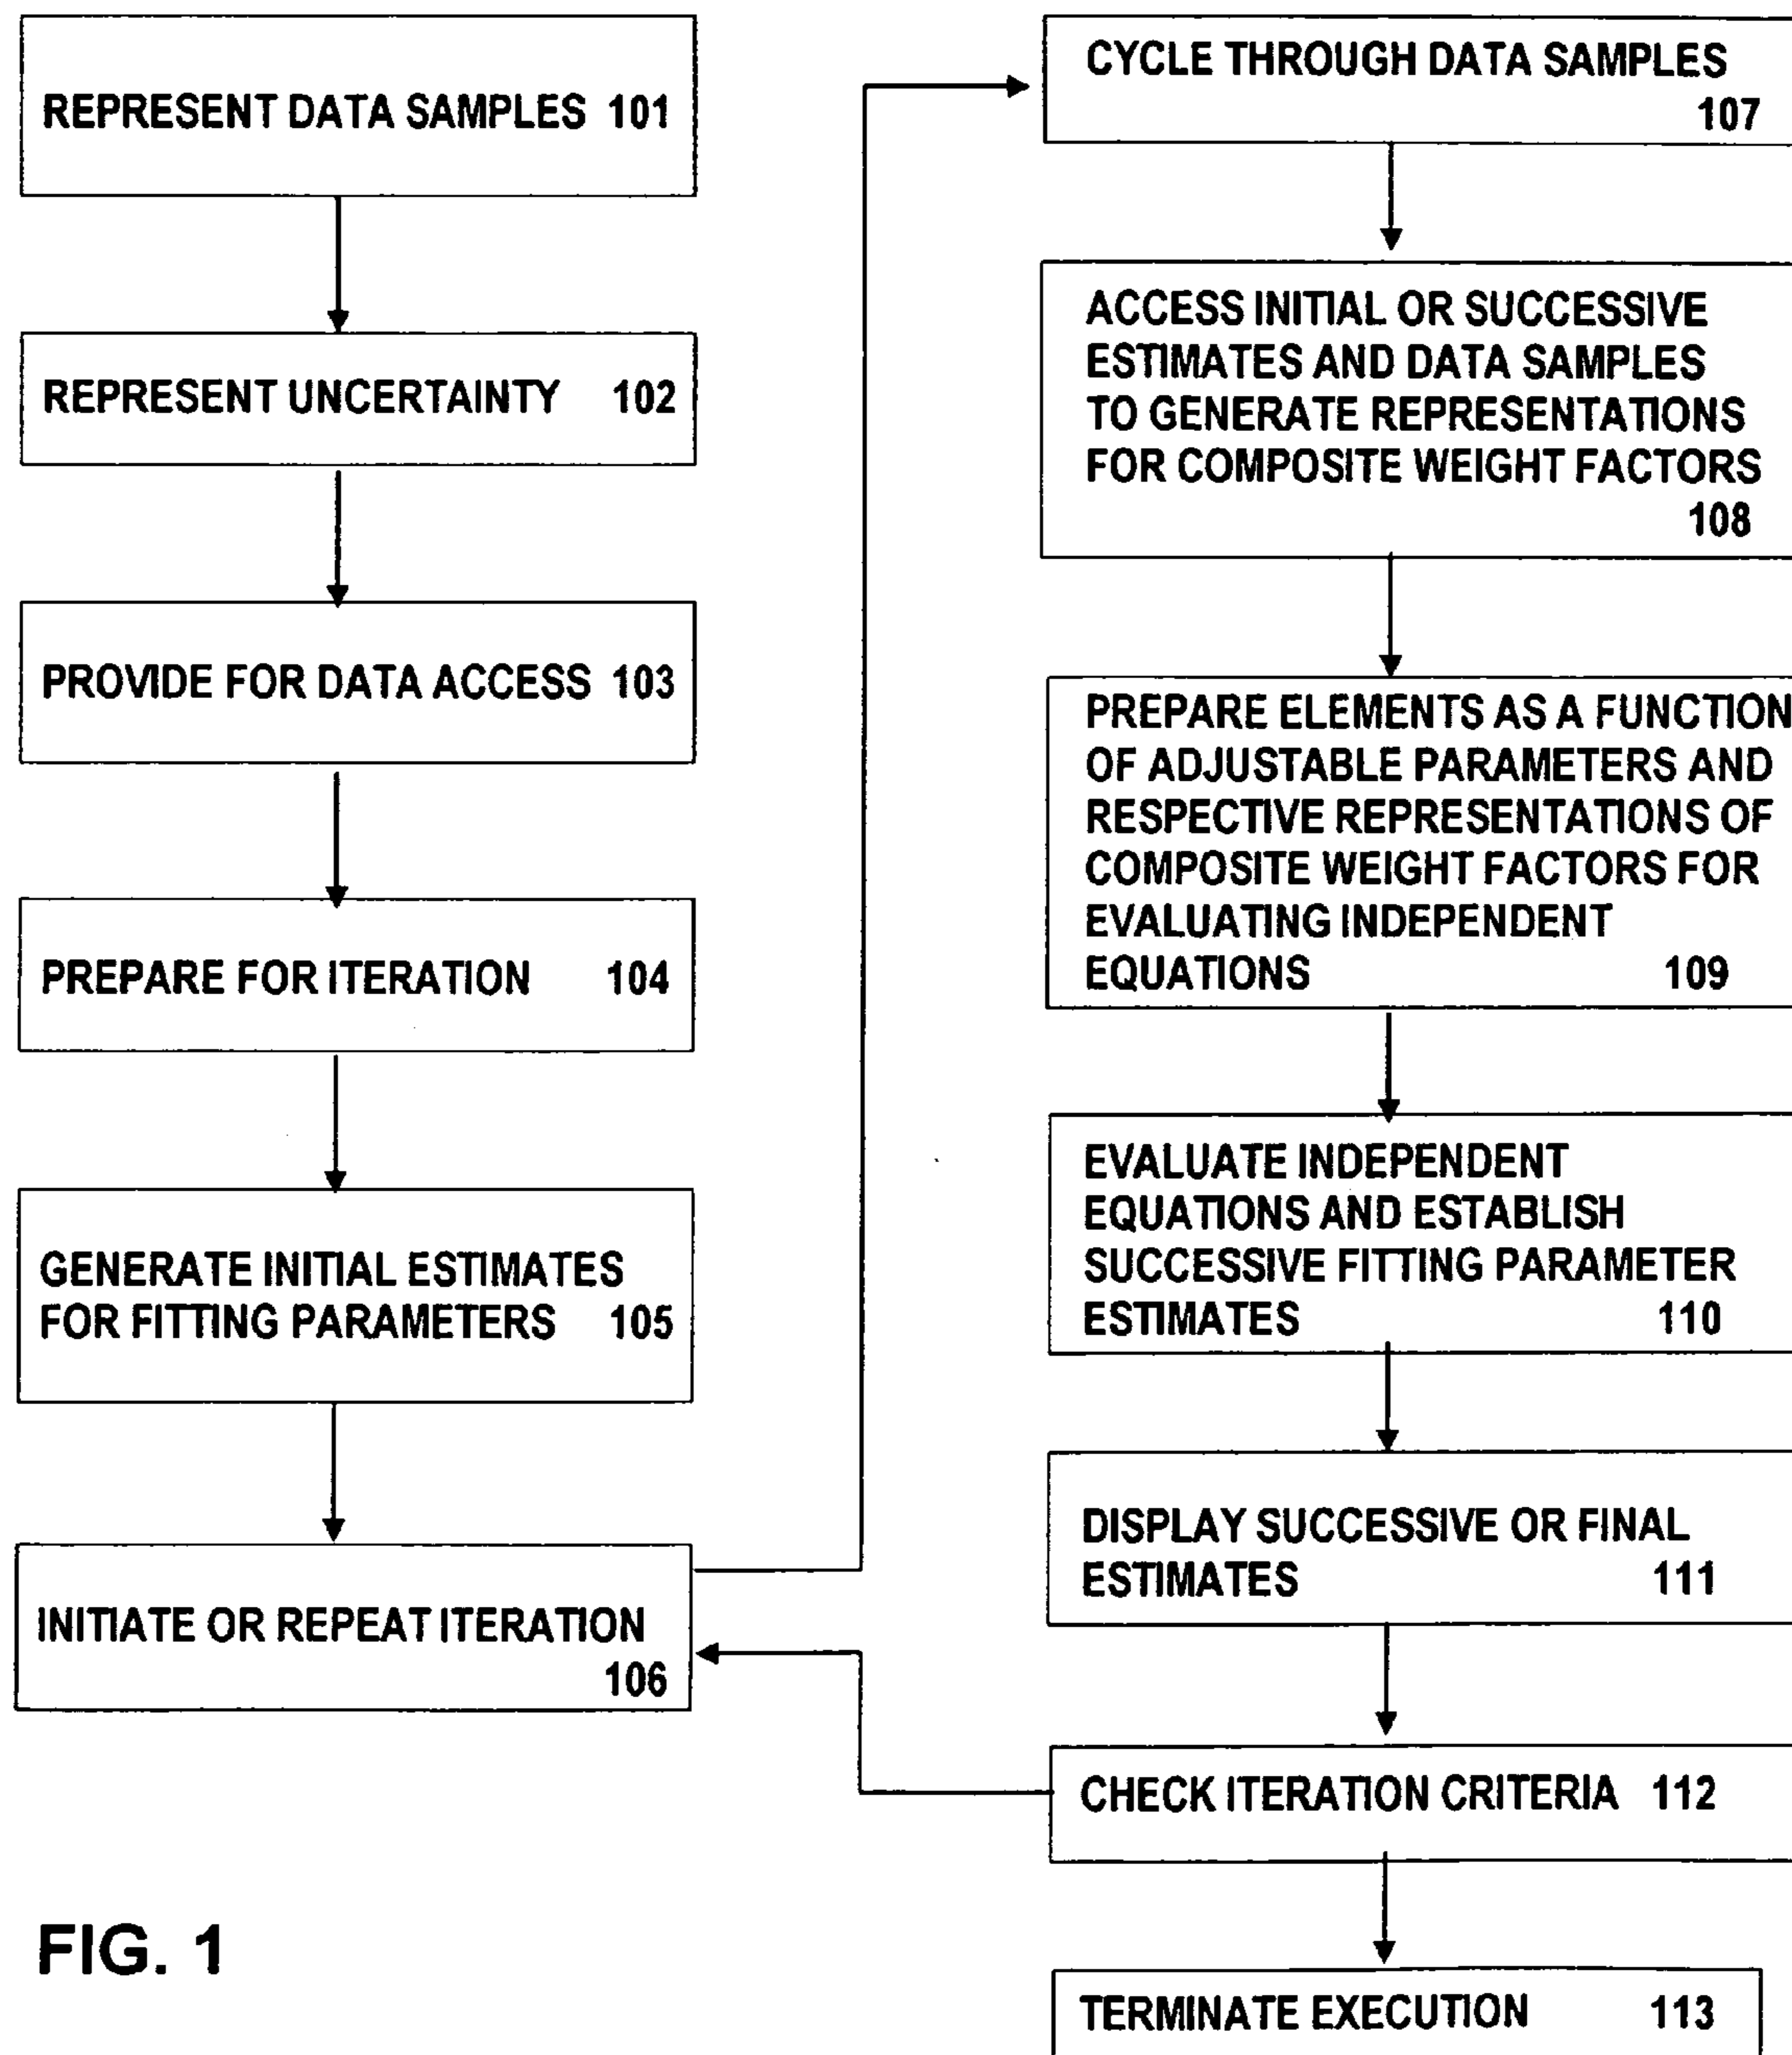 REPRESENT DATA SAMPLES 101
REPRESENT UNCERTAINTY 102
PROVIDE FOR DATA ACCESS 103
PREPARE FOR ITERATION 104
GENERATE INITIAL ESTIMATES
FOR FITTING PARAMETERS 105
INITIATE OR REPEAT ITERATION
106
CYCLE THROUGH DATA SAMPLES
107
ACCESS INITIAL OR SUCCESSIVE
ESTIMATES AND DATA SAMPLES
TO GENERATE REPRESENTATIONS
FOR COMPOSITE WEIGHT FACTORS
108
PREPARE ELEMENTS AS A FUNCTION
OF ADJUSTABLE PARAMETERS AND
RESPECTIVE REPRESENTATIONS OF
COMPOSITE WEIGHT FACTORS FOR
EVALUATING INDEPENDENT
EQUATIONS 109
EVALUATE INDEPENDENT
EQUATIONS AND ESTABLISH
SUCCESSIVE FITTING PARAMETER
ESTIMATES 110
DISPLAY SUCCESSIVE OR FINAL
ESTIMATES 111
CHECK ITERATION CRITERIA 112
TERMINATE EXECUTION 113
FIG. 1